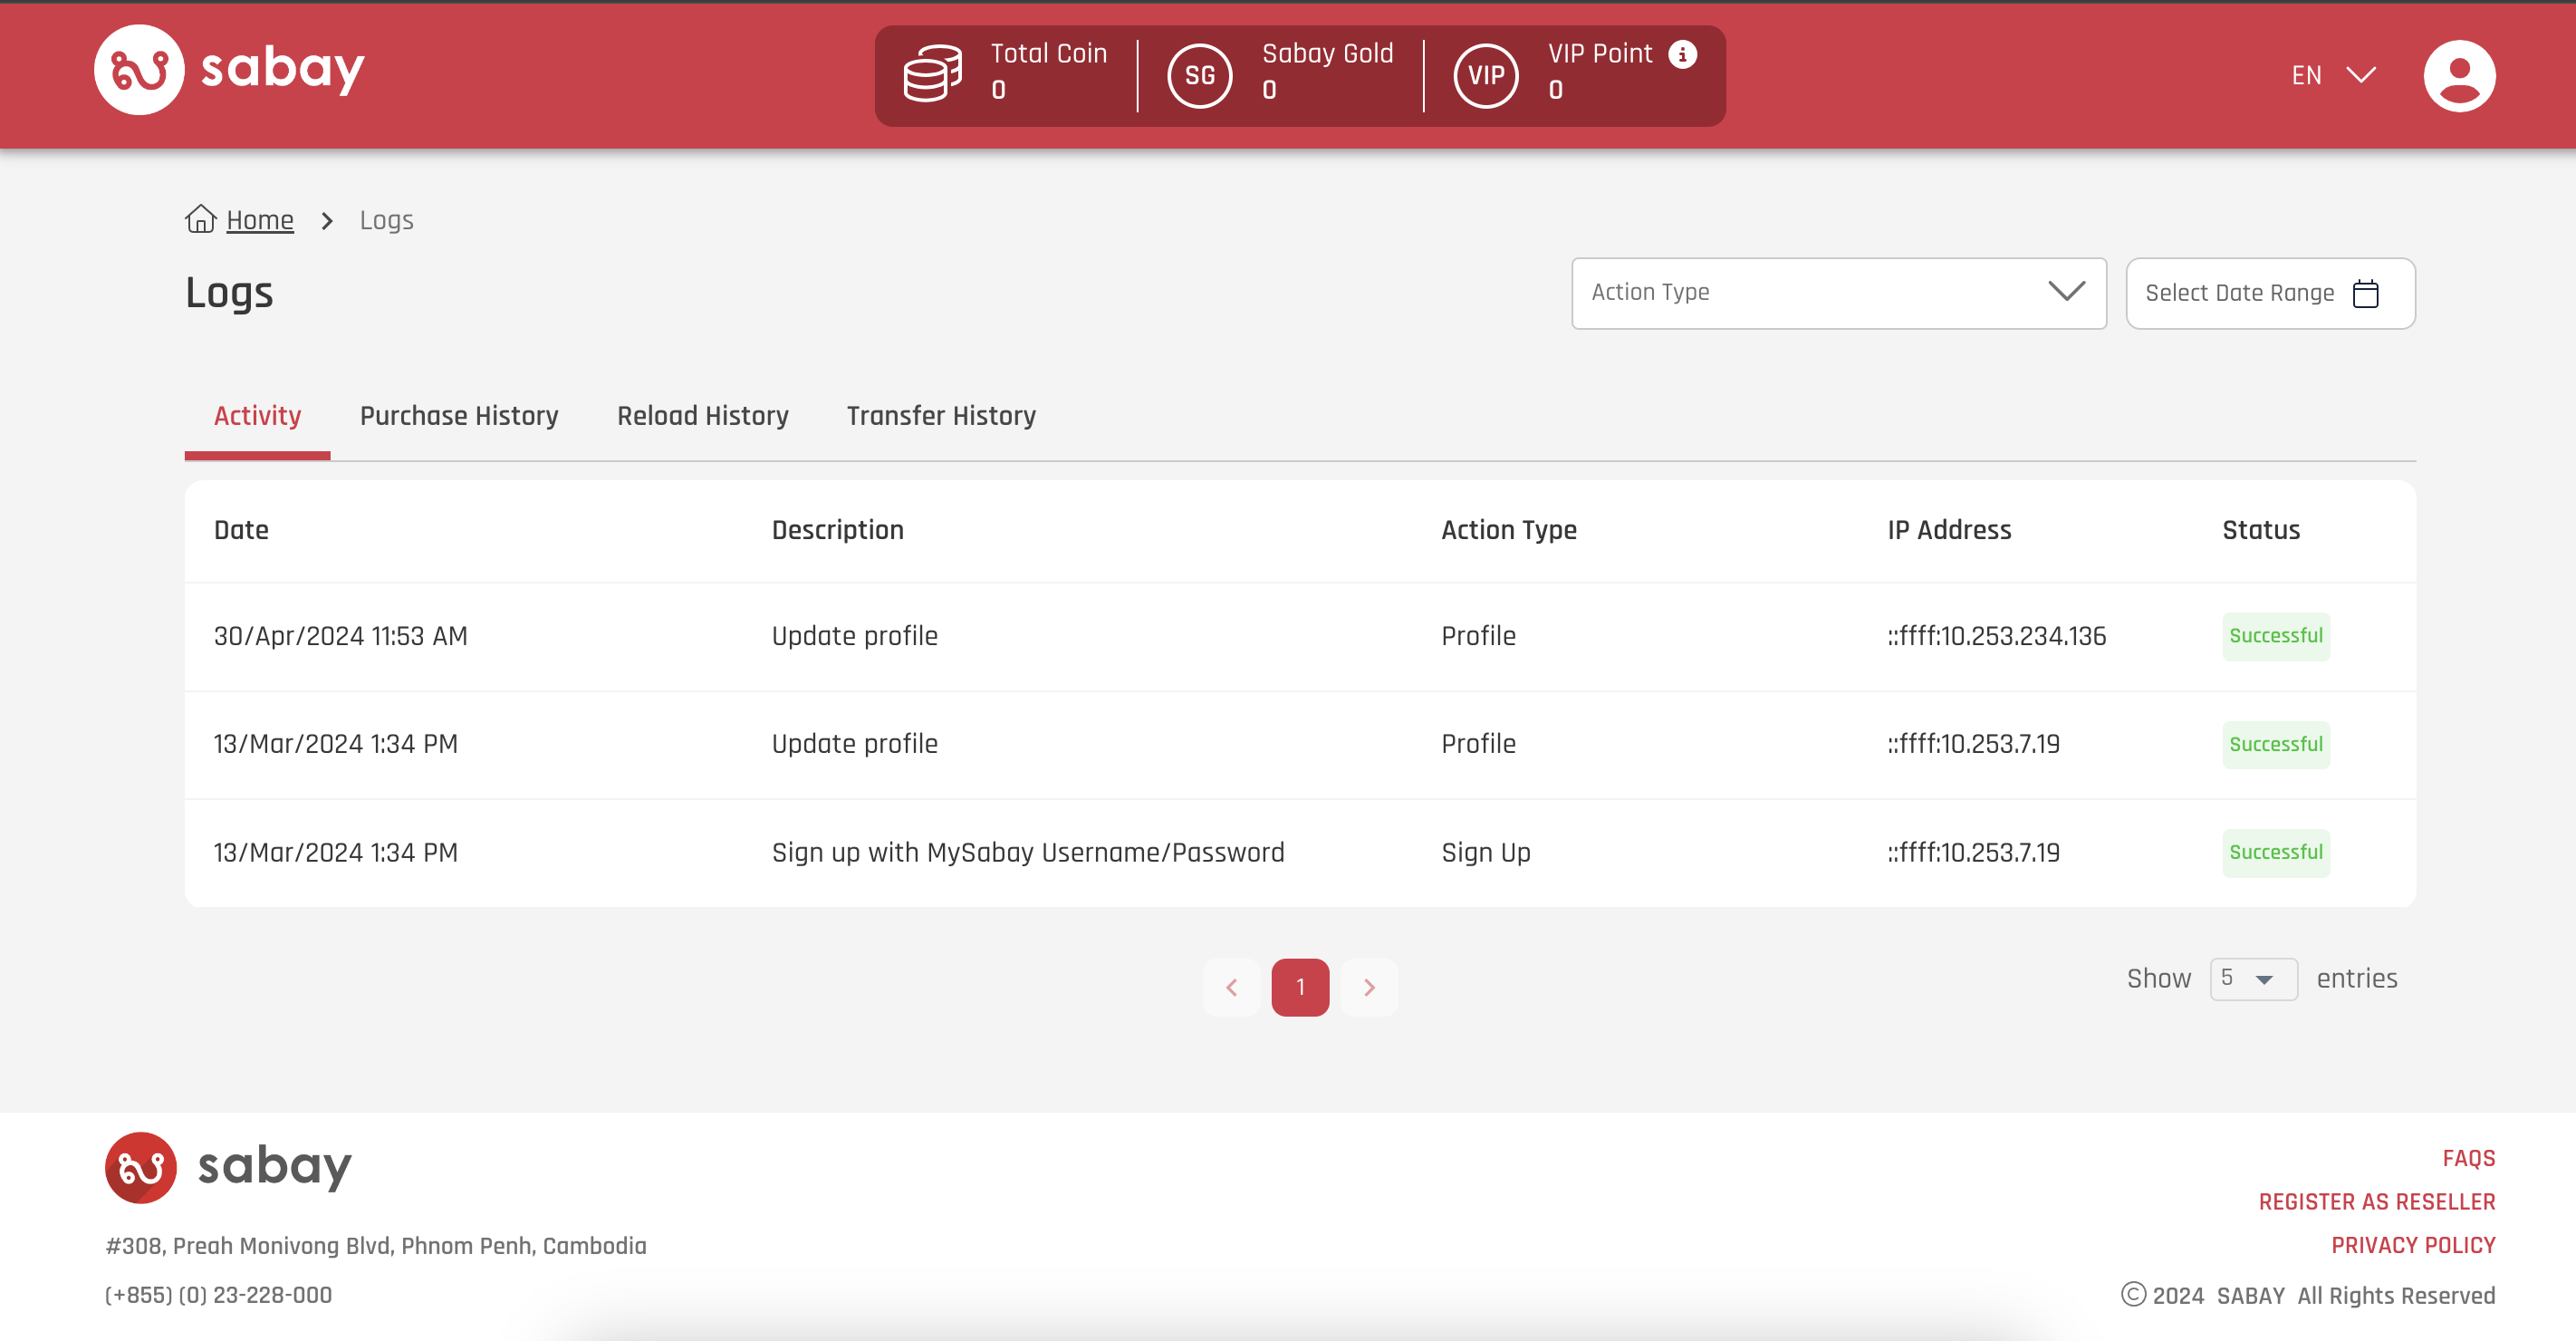 sabay
Total Coin
0
SG
Sabay Gold
0
VIP
VIP Point
0
EN
Home > Logs
Logs
Action Type
Select Date Range
Activity Purchase History Reload History Transfer History
Date Description Action Type IP Address Status
30/Apr/2024 11:53 AM Update profile Profile ::ffff:10.253.234.136 Successful
13/Mar/2024 1:34 PM Update profile Profile ::ffff:10.253.7.19 Successful
13/Mar/2024 1:34 PM Sign up with MySabay Username/Password Sign Up ::ffff:10.253.7.19 Successful
1
Show 5 entries
sabay
#308, Preah Monivong Blvd, Phnom Penh, Cambodia
(+855) (0) 23-228-000
FAQS
REGISTER AS RESELLER
PRIVACY POLICY
© 2024 SABAY All Rights Reserved